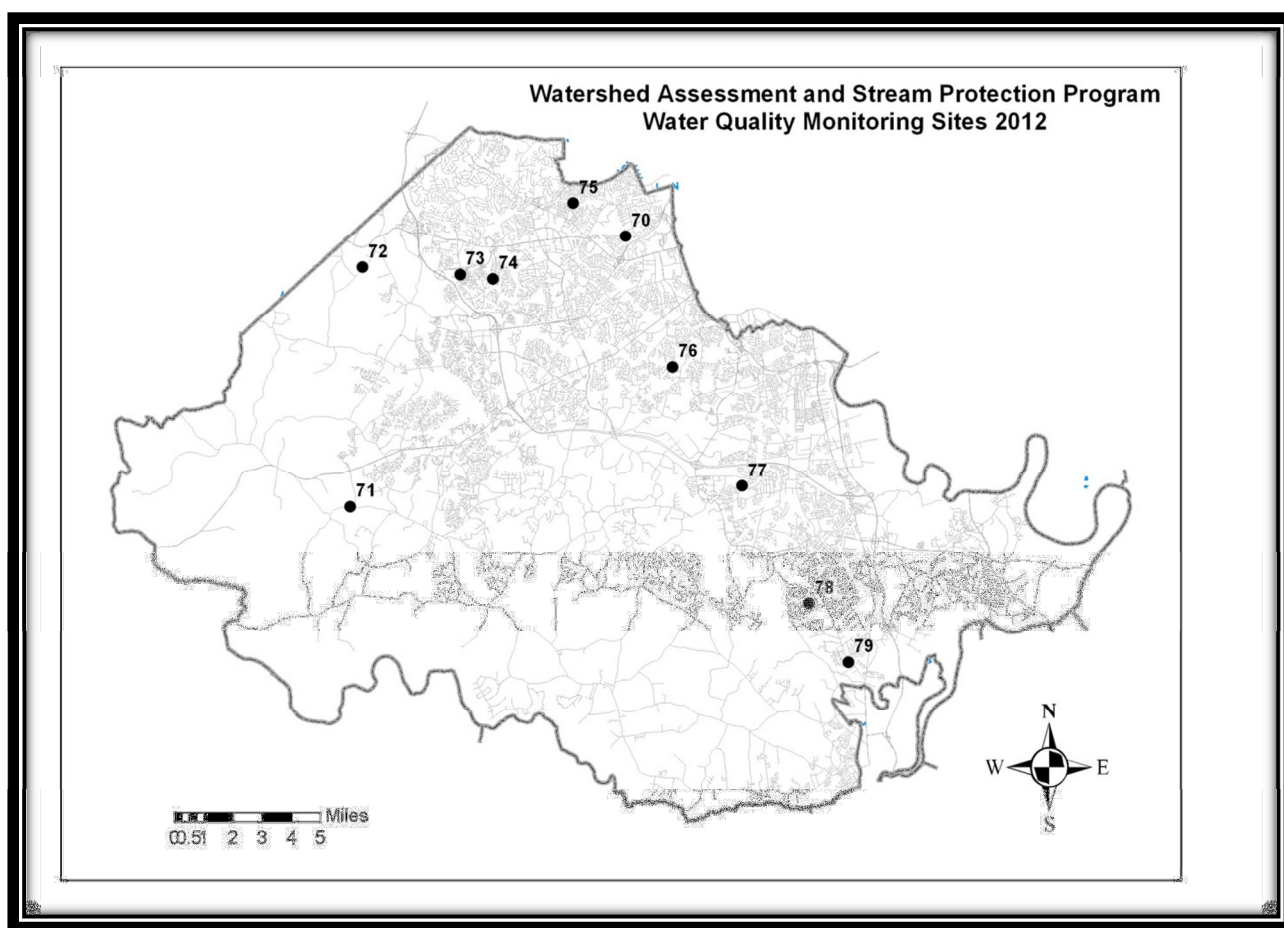 Watershed Assessment and Stream Protection Program
Water Quality Monitoring Sites 2012
75
70
72
73
74
76
77
71
78
79
N
W
E
S
Miles
0 0.5 1 2 3 4 5